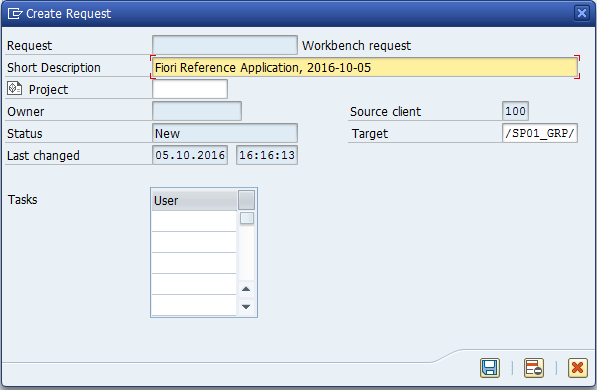 Create Request
Request Workbench request
Short Description Fiori Reference Application, 2016-10-05
Project
Owner Source client 100
Status New Target /SP01_GRP/
Last changed 05.10.2016 16:16:13
Tasks User